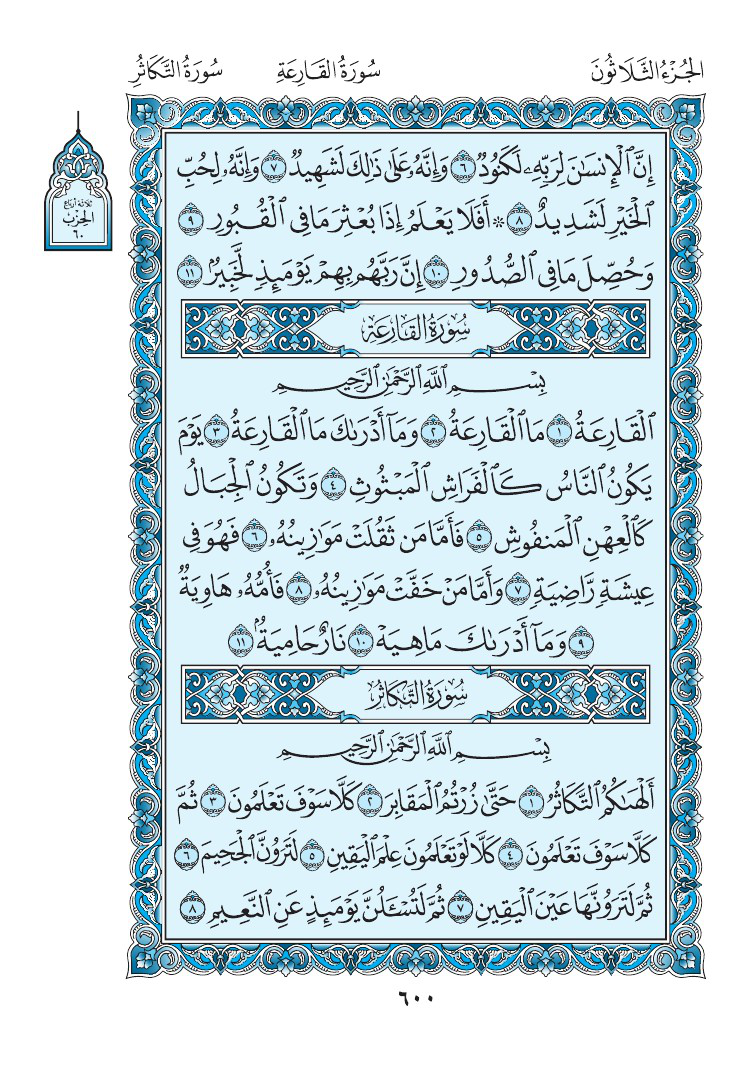 الجُزْءُ الثَّلَاثُونَ سُورَةُ القَارِعَةِ سُورَةُ التَّكَاثُرِ
ثلاثة أرباع
الحزب
٦٠
إِنَّ ٱلْإِنسَٰنَ لِرَبِّهِۦ لَكَنُودٌ ٦ وَإِنَّهُۥ عَلَىٰ ذَٰلِكَ لَشَهِيدٌ ٧ وَإِنَّهُۥ لِحُبِّ
ٱلْخَيْرِ لَشَدِيدٌ ٨ ۞ أَفَلَا يَعْلَمُ إِذَا بُعْثِرَ مَا فِي ٱلْقُبُورِ ٩
وَحُصِّلَ مَا فِي ٱلصُّدُورِ ١٠ إِنَّ رَبَّهُم بِهِمْ يَوْمَئِذٍ لَّخَبِيرٌۢ ١١
سُورَةُ القَارِعَة
بِسْمِ ٱللَّهِ ٱلرَّحْمَٰنِ ٱلرَّحِيمِ
ٱلْقَارِعَةُ ١ مَا ٱلْقَارِعَةُ ٢ وَمَآ أَدْرَىٰكَ مَا ٱلْقَارِعَةُ ٣ يَوْمَ
يَكُونُ ٱلنَّاسُ كَٱلْفَرَاشِ ٱلْمَبْثُوثِ ٤ وَتَكُونُ ٱلْجِبَالُ
كَٱلْعِهْنِ ٱلْمَنفُوشِ ٥ فَأَمَّا مَن ثَقُلَتْ مَوَٰزِينُهُۥ ٦ فَهُوَ فِي
عِيشَةٍ رَّاضِيَةٍ ٧ وَأَمَّا مَنْ خَفَّتْ مَوَٰزِينُهُۥ ٨ فَأُمُّهُۥ هَاوِيَةٌ
٩ وَمَآ أَدْرَىٰكَ مَا هِيَهْ ١٠ نَارٌ حَامِيَةٌۢ ١١
سُورَةُ التَّكَاثُر
بِسْمِ ٱللَّهِ ٱلرَّحْمَٰنِ ٱلرَّحِيمِ
أَلْهَىٰكُمُ ٱلتَّكَاثُرُ ١ حَتَّىٰ زُرْتُمُ ٱلْمَقَابِرَ ٢ كَلَّا سَوْفَ تَعْلَمُونَ ٣ ثُمَّ
كَلَّا سَوْفَ تَعْلَمُونَ ٤ كَلَّا لَوْ تَعْلَمُونَ عِلْمَ ٱلْيَقِينِ ٥ لَتَرَوُنَّ ٱلْجَحِيمَ ٦
ثُمَّ لَتَرَوُنَّهَا عَيْنَ ٱلْيَقِينِ ٧ ثُمَّ لَتُسْـَٔلُنَّ يَوْمَئِذٍ عَنِ ٱلنَّعِيمِ ٨
٦٠٠